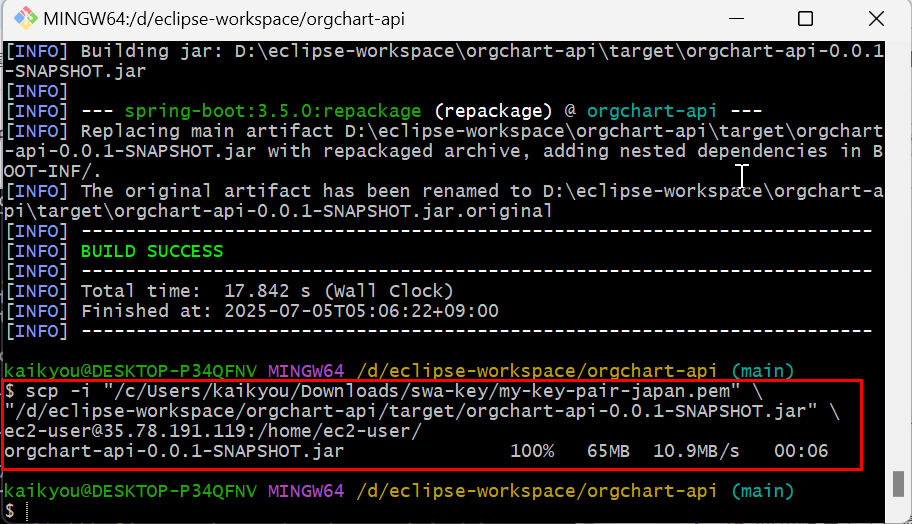 MINGW64:/d/eclipse-workspace/orgchart-api
[INFO] Building jar: D:\eclipse-workspace\orgchart-api\target\orgchart-api-0.0.1
-SNAPSHOT.jar
[INFO]
[INFO] --- spring-boot:3.5.0:repackage (repackage) @ orgchart-api ---
[INFO] Replacing main artifact D:\eclipse-workspace\orgchart-api\target\orgchart
-api-0.0.1-SNAPSHOT.jar with repackaged archive, adding nested dependencies in B
OOT-INF/.
[INFO] The original artifact has been renamed to D:\eclipse-workspace\orgchart-a
pi\target\orgchart-api-0.0.1-SNAPSHOT.jar.original
[INFO] ------------------------------------------------------------------------
[INFO] BUILD SUCCESS
[INFO] ------------------------------------------------------------------------
[INFO] Total time:  17.842 s (Wall Clock)
[INFO] Finished at: 2025-07-05T05:06:22+09:00
[INFO] ------------------------------------------------------------------------
kaikyou@DESKTOP-P34QFNV MINGW64 /d/eclipse-workspace/orgchart-api (main)
$ scp -i "/c/Users/kaikyou/Downloads/swa-key/my-key-pair-japan.pem" \
"/d/eclipse-workspace/orgchart-api/target/orgchart-api-0.0.1-SNAPSHOT.jar" \
ec2-user@35.78.191.119:/home/ec2-user/
orgchart-api-0.0.1-SNAPSHOT.jar               100%   65MB  10.9MB/s   00:06
kaikyou@DESKTOP-P34QFNV MINGW64 /d/eclipse-workspace/orgchart-api (main)
$